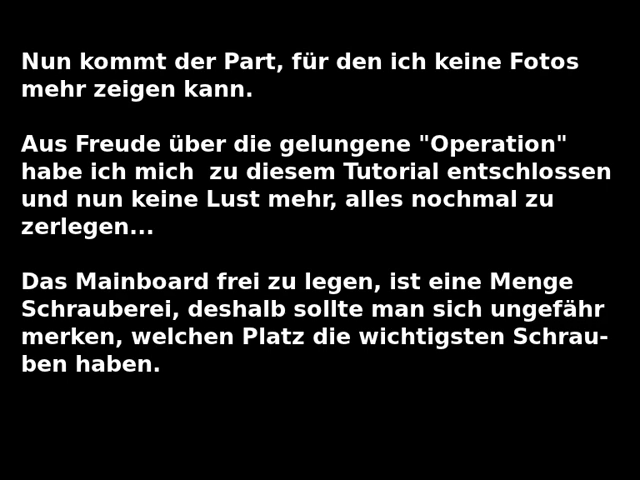 Nun kommt der Part, für den ich keine Fotos
mehr zeigen kann.
Aus Freude über die gelungene "Operation"
habe ich mich  zu diesem Tutorial entschlossen
und nun keine Lust mehr, alles nochmal zu
zerlegen...
Das Mainboard frei zu legen, ist eine Menge
Schrauberei, deshalb sollte man sich ungefähr
merken, welchen Platz die wichtigsten Schrau-
ben haben.